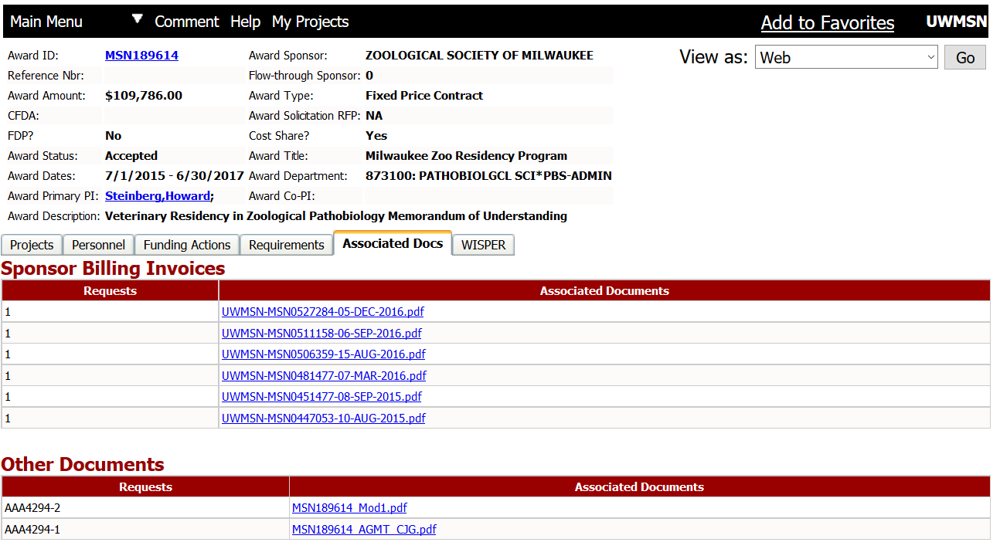 Main Menu Comment Help My Projects Add to Favorites UWMSN
Award ID: MSN189614 Award Sponsor: ZOOLOGICAL SOCIETY OF MILWAUKEE View as: Web Go
Reference Nbr: Flow-through Sponsor: 0
Award Amount: $109,786.00 Award Type: Fixed Price Contract
CFDA: Award Solicitation RFP: NA
FDP? No Cost Share? Yes
Award Status: Accepted Award Title: Milwaukee Zoo Residency Program
Award Dates: 7/1/2015 - 6/30/2017 Award Department: 873100: PATHOBIOLGCL SCI*PBS-ADMIN
Award Primary PI: Steinberg,Howard; Award Co-PI:
Award Description: Veterinary Residency in Zoological Pathobiology Memorandum of Understanding
Projects Personnel Funding Actions Requirements Associated Docs WISPER
Sponsor Billing Invoices
Requests Associated Documents
1 UWMSN-MSN0527284-05-DEC-2016.pdf
1 UWMSN-MSN0511158-06-SEP-2016.pdf
1 UWMSN-MSN0506359-15-AUG-2016.pdf
1 UWMSN-MSN0481477-07-MAR-2016.pdf
1 UWMSN-MSN0451477-08-SEP-2015.pdf
1 UWMSN-MSN0447053-10-AUG-2015.pdf
Other Documents
Requests Associated Documents
AAA4294-2 MSN189614_Mod1.pdf
AAA4294-1 MSN189614_AGMT_CJG.pdf